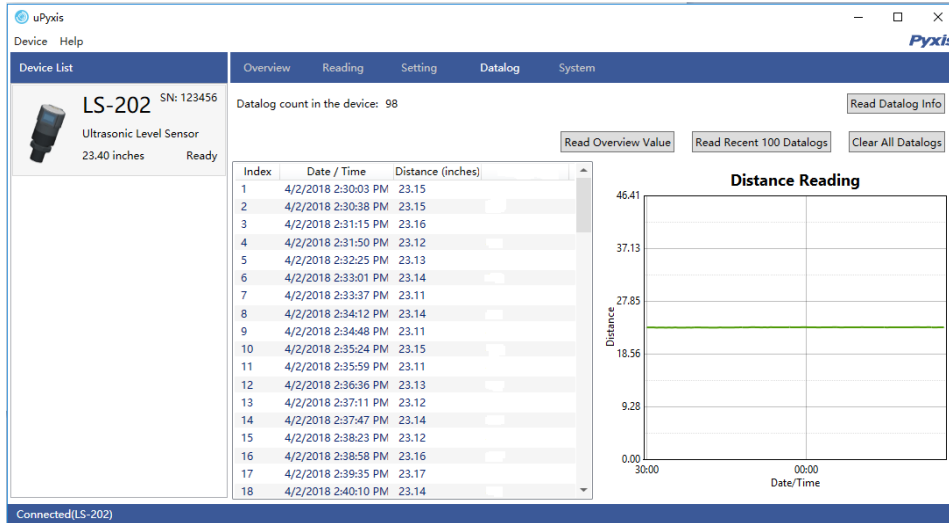 uPyxis
Device Help
Pyxis
Device List
Overview Reading Setting Datalog System
LS-202 SN: 123456
Ultrasonic Level Sensor
23.40 inches Ready
Datalog count in the device: 98
Read Datalog Info
Read Overview Value Read Recent 100 Datalogs Clear All Datalogs
Index Date / Time Distance (inches)
1 4/2/2018 2:30:03 PM 23.15
2 4/2/2018 2:30:38 PM 23.15
3 4/2/2018 2:31:15 PM 23.16
4 4/2/2018 2:31:50 PM 23.12
5 4/2/2018 2:32:25 PM 23.13
6 4/2/2018 2:33:01 PM 23.14
7 4/2/2018 2:33:37 PM 23.11
8 4/2/2018 2:34:12 PM 23.14
9 4/2/2018 2:34:48 PM 23.11
10 4/2/2018 2:35:24 PM 23.15
11 4/2/2018 2:35:59 PM 23.11
12 4/2/2018 2:36:36 PM 23.13
13 4/2/2018 2:37:11 PM 23.12
14 4/2/2018 2:37:47 PM 23.14
15 4/2/2018 2:38:23 PM 23.12
16 4/2/2018 2:38:58 PM 23.16
17 4/2/2018 2:39:35 PM 23.17
18 4/2/2018 2:40:10 PM 23.14
Distance Reading
46.41
37.13
27.85
18.56
9.28
0.00
Distance
30:00 00:00
Date/Time
Connected(LS-202)